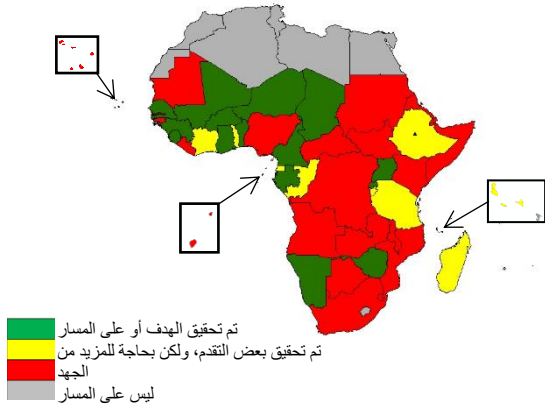 تم تحقيق الهدف أو على المسار
تم تحقيق بعض التقدم، ولكن بحاجة للمزيد من
الجهد
ليس على المسار